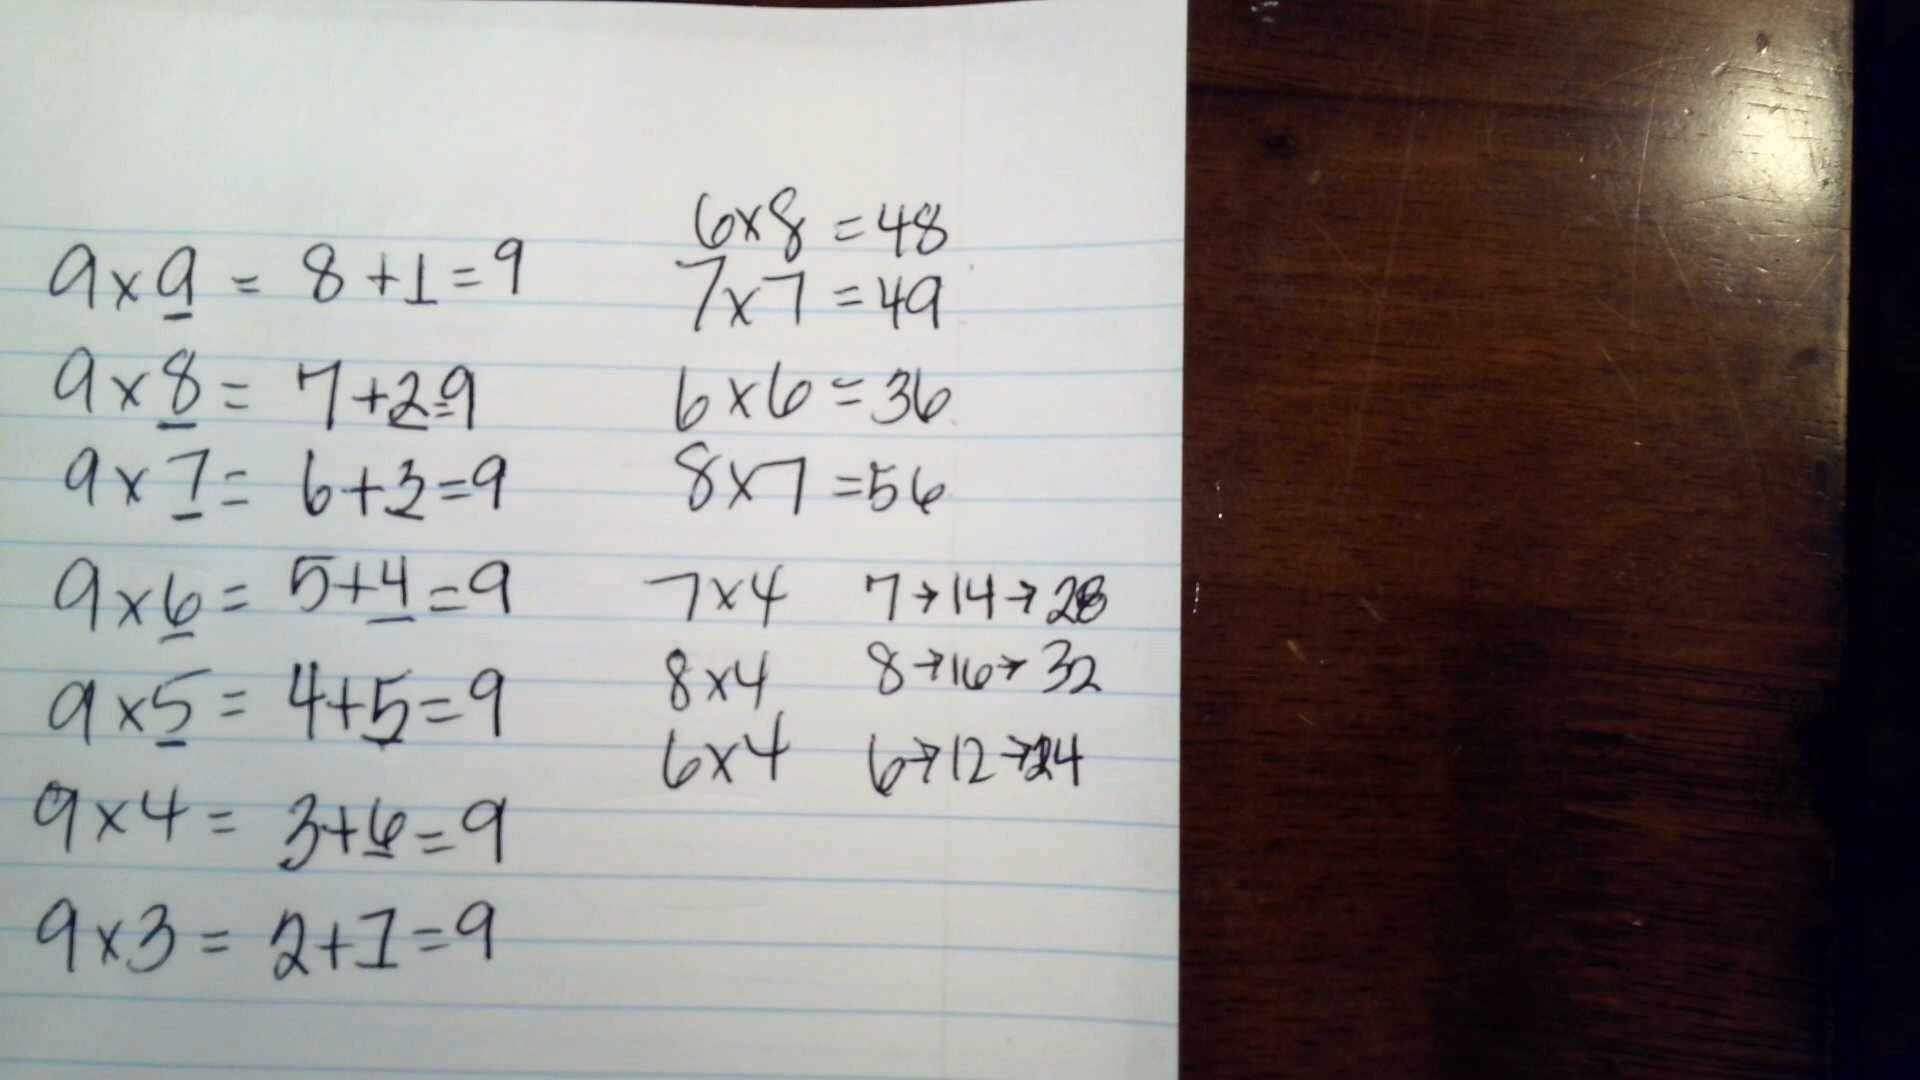 9x9 = 8+1=9
9x8= 7+2=9
9x7= 6+3=9
9x6= 5+4=9
9x5= 4+5=9
9x4= 3+6=9
9x3= 2+7=9
6x8=48
7x7=49
6x6=36
8x7=56
7x4 7→14→28
8x4 8→16→32
6x4 6→12→24